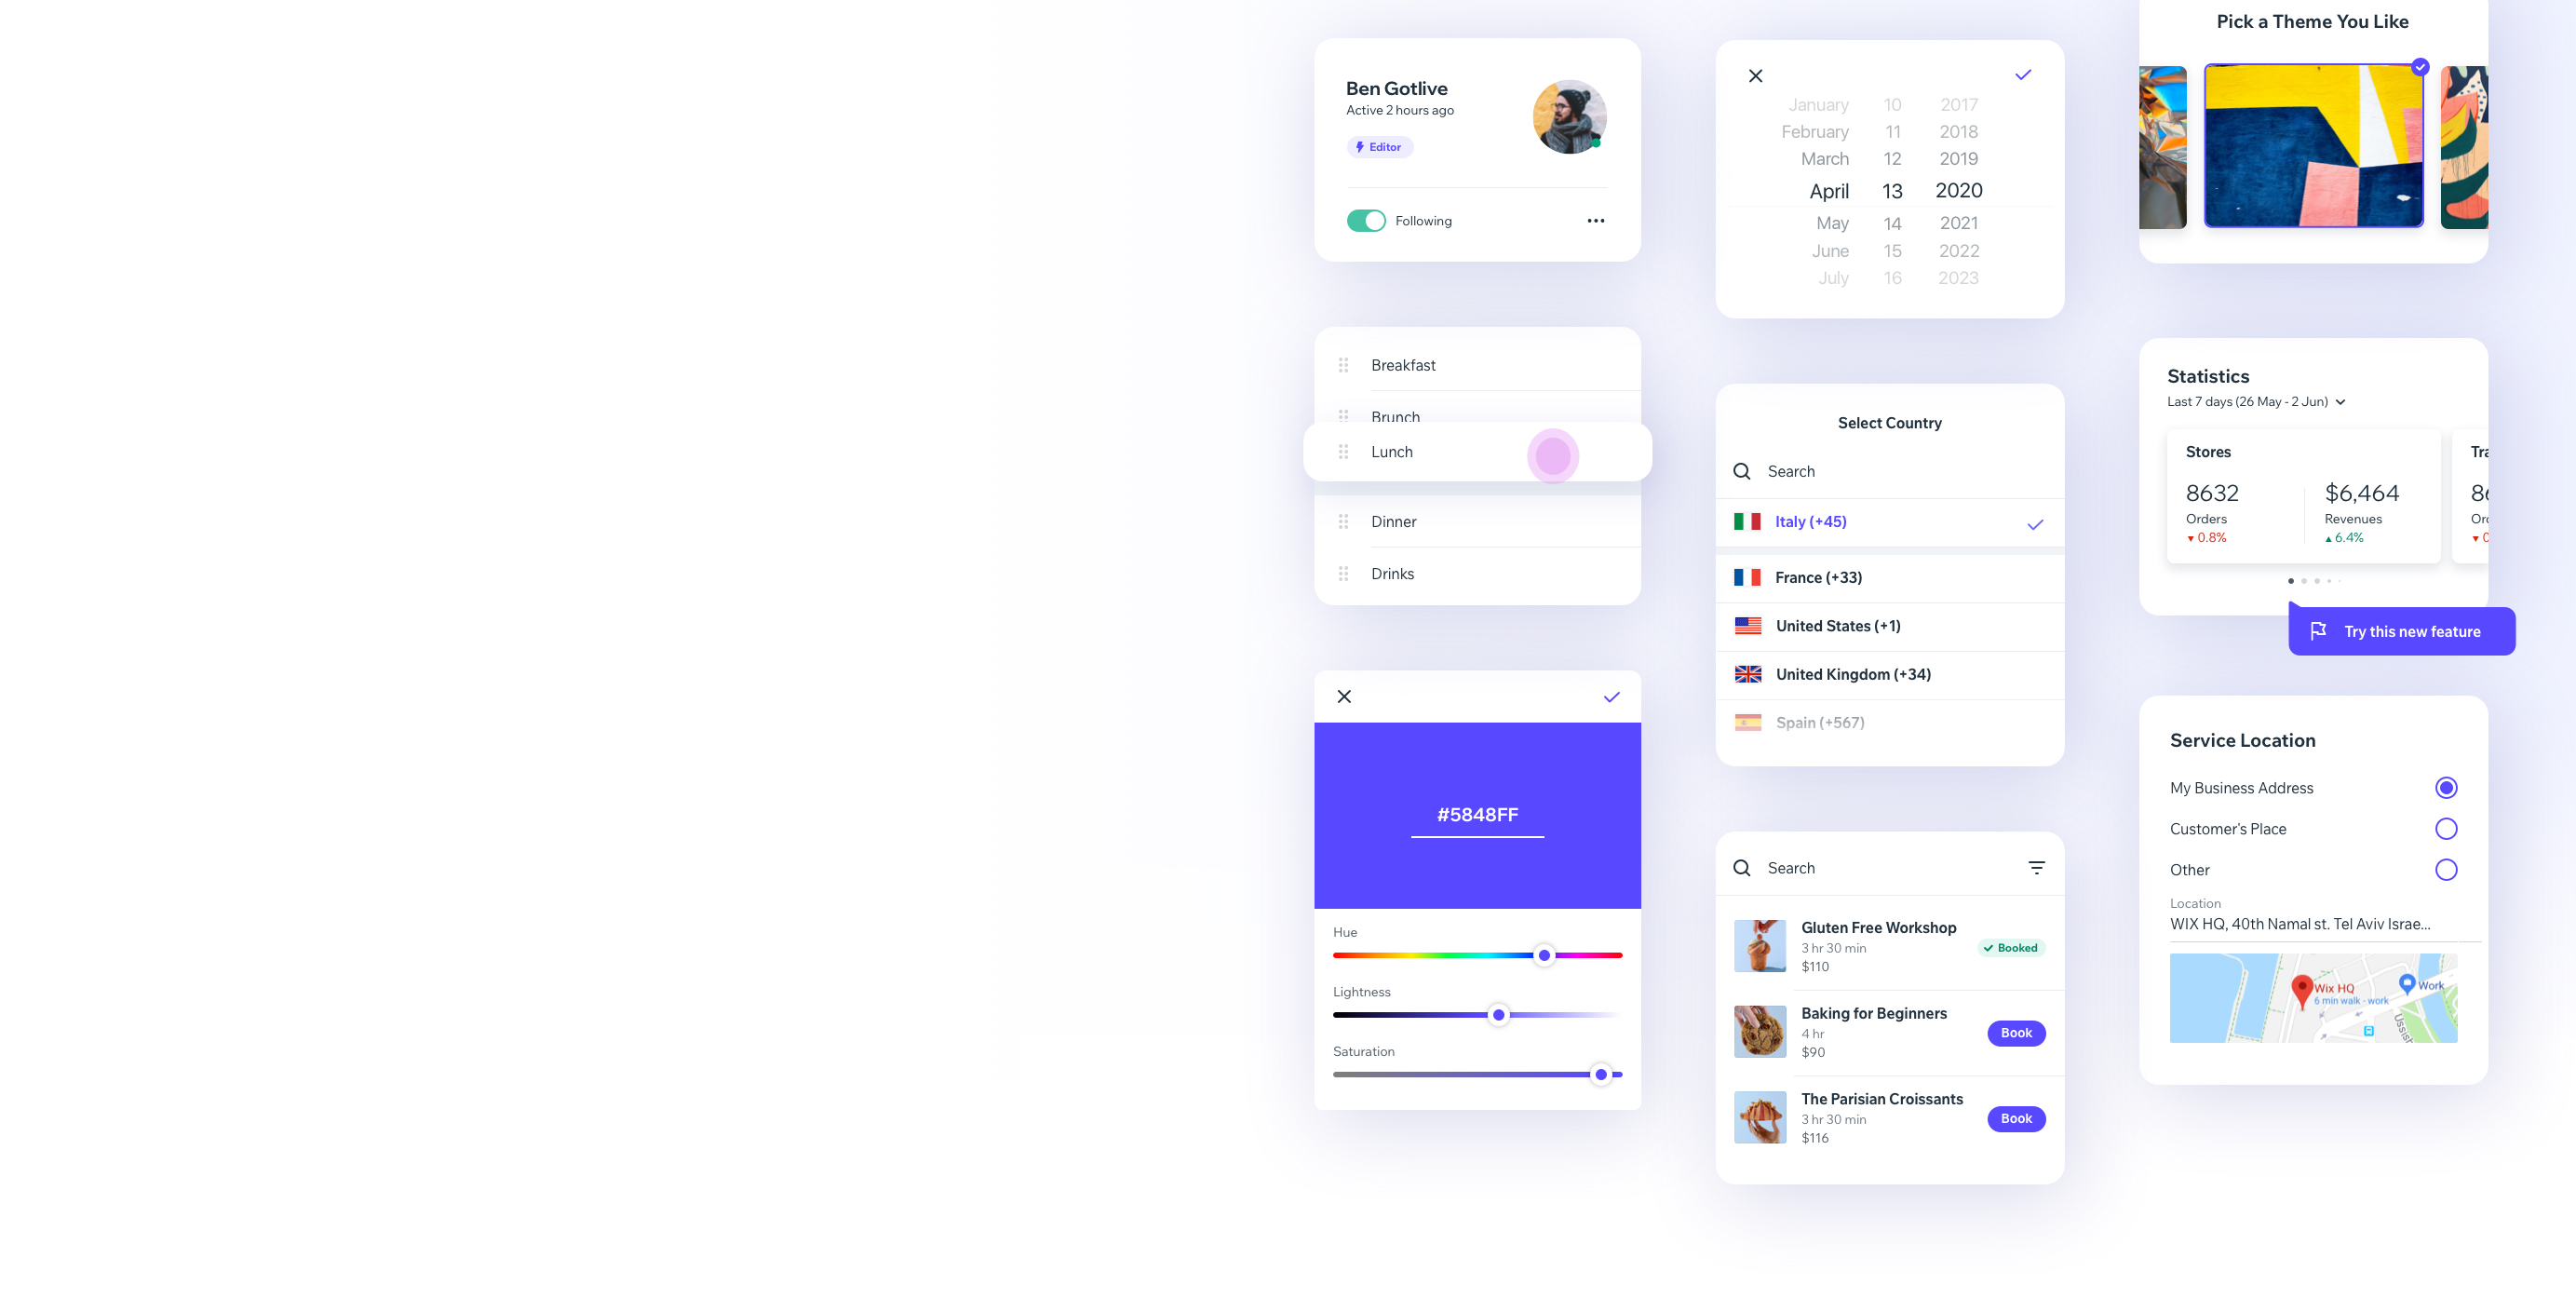 Ben Gotlive
Active 2 hours ago
Editor
Following
Breakfast
Brunch
Lunch
Dinner
Drinks
#5848FF
Hue
Lightness
Saturation
January 10 2017
February 11 2018
March 12 2019
April 13 2020
May 14 2021
June 15 2022
July 16 2023
Select Country
Search
Italy (+45)
France (+33)
United States (+1)
United Kingdom (+34)
Spain (+567)
Search
Gluten Free Workshop
3 hr 30 min
$110
Booked
Baking for Beginners
4 hr
$90
Book
The Parisian Croissants
3 hr 30 min
$116
Book
Pick a Theme You Like
Statistics
Last 7 days (26 May - 2 Jun)
Stores
8632 $6,464
Orders Revenues
0.8% 6.4%
Try this new feature
Service Location
My Business Address
Customer's Place
Other
Location
WIX HQ, 40th Namal st. Tel Aviv Israe...
Wix HQ
6 min walk - work
Work